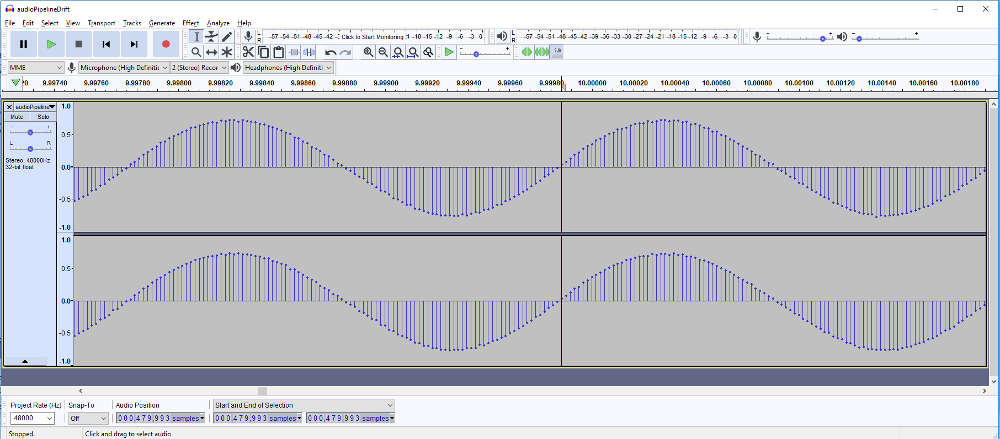 audioPipelineDrift
File Edit Select View Transport Tracks Generate Effect Analyze Help
L R -57 -54 -51 -48 -45 -42 Click to Start Monitoring -18 -15 -12 -9 -6 -3 0
L R -57 -54 -51 -48 -45 -42 -39 -36 -33 -30 -27 -24 -21 -18 -15 -12 -9 -6 -3 0
- + - +
- +
1.0
MME Microphone (High Definitic 2 (Stereo) Recor Headphones (High Definiti
20 9.99740 9.99760 9.99780 9.99800 9.99820 9.99840 9.99860 9.99880 9.99900 9.99920 9.99940 9.99960 9.99980 10.00000 10.00020 10.00040 10.00060 10.00080 10.00100 10.00120 10.00140 10.00160 10.00180
audioPipeline
Mute Solo
- +
L R
Stereo, 48000Hz
32-bit float
1.0
0.5
0.0
-0.5
-1.0
1.0
0.5
0.0
-0.5
-1.0
Project Rate (Hz) Snap-To Audio Position Start and End of Selection
48000 Off 000,479,993 samples 000,479,993 samples 000,479,993 samples
Stopped. Click and drag to select audio